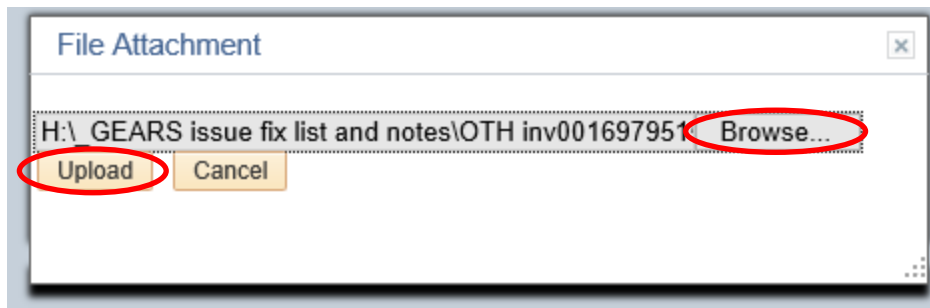 File Attachment
H:\_GEARS issue fix list and notes\OTH inv001697951 Browse...
Upload Cancel